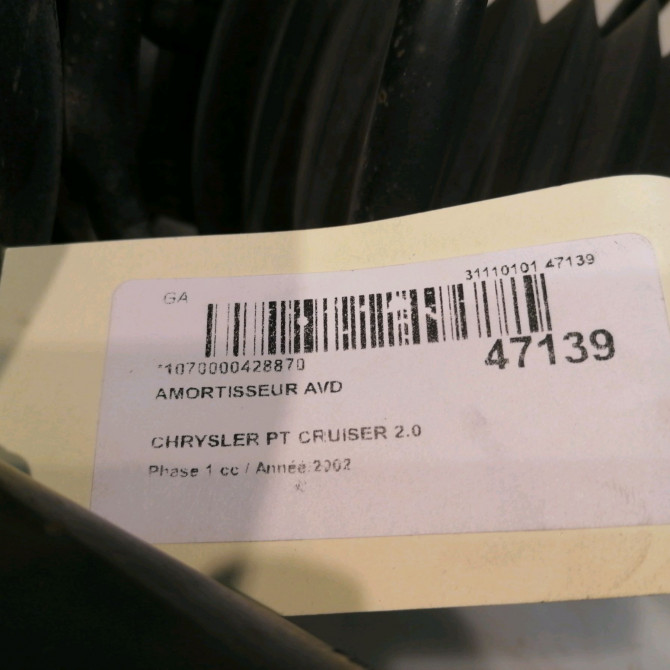 GA
31110101 47139
*1070000428870
47139
AMORTISSEUR AVD
CHRYSLER PT CRUISER 2.0
Phase 1 cc / Année:2002